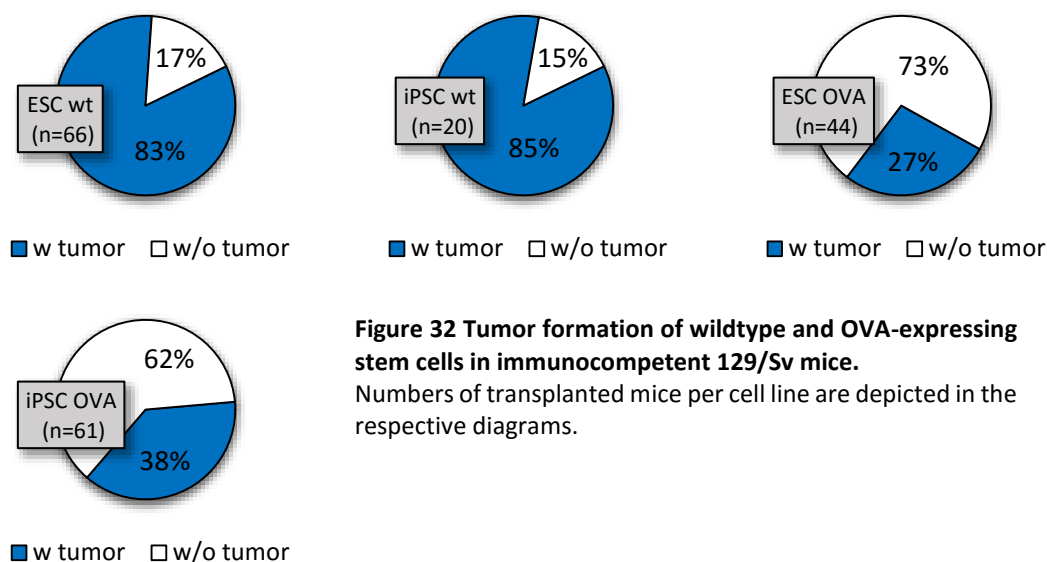 17%
ESC wt
(n=66)
83%
w tumor w/o tumor
15%
iPSC wt
(n=20)
85%
w tumor w/o tumor
73%
ESC OVA
(n=44)
27%
w tumor w/o tumor
62%
iPSC OVA
(n=61)
38%
w tumor w/o tumor
Figure 32 Tumor formation of wildtype and OVA-expressing
stem cells in immunocompetent 129/Sv mice.
Numbers of transplanted mice per cell line are depicted in the
respective diagrams.